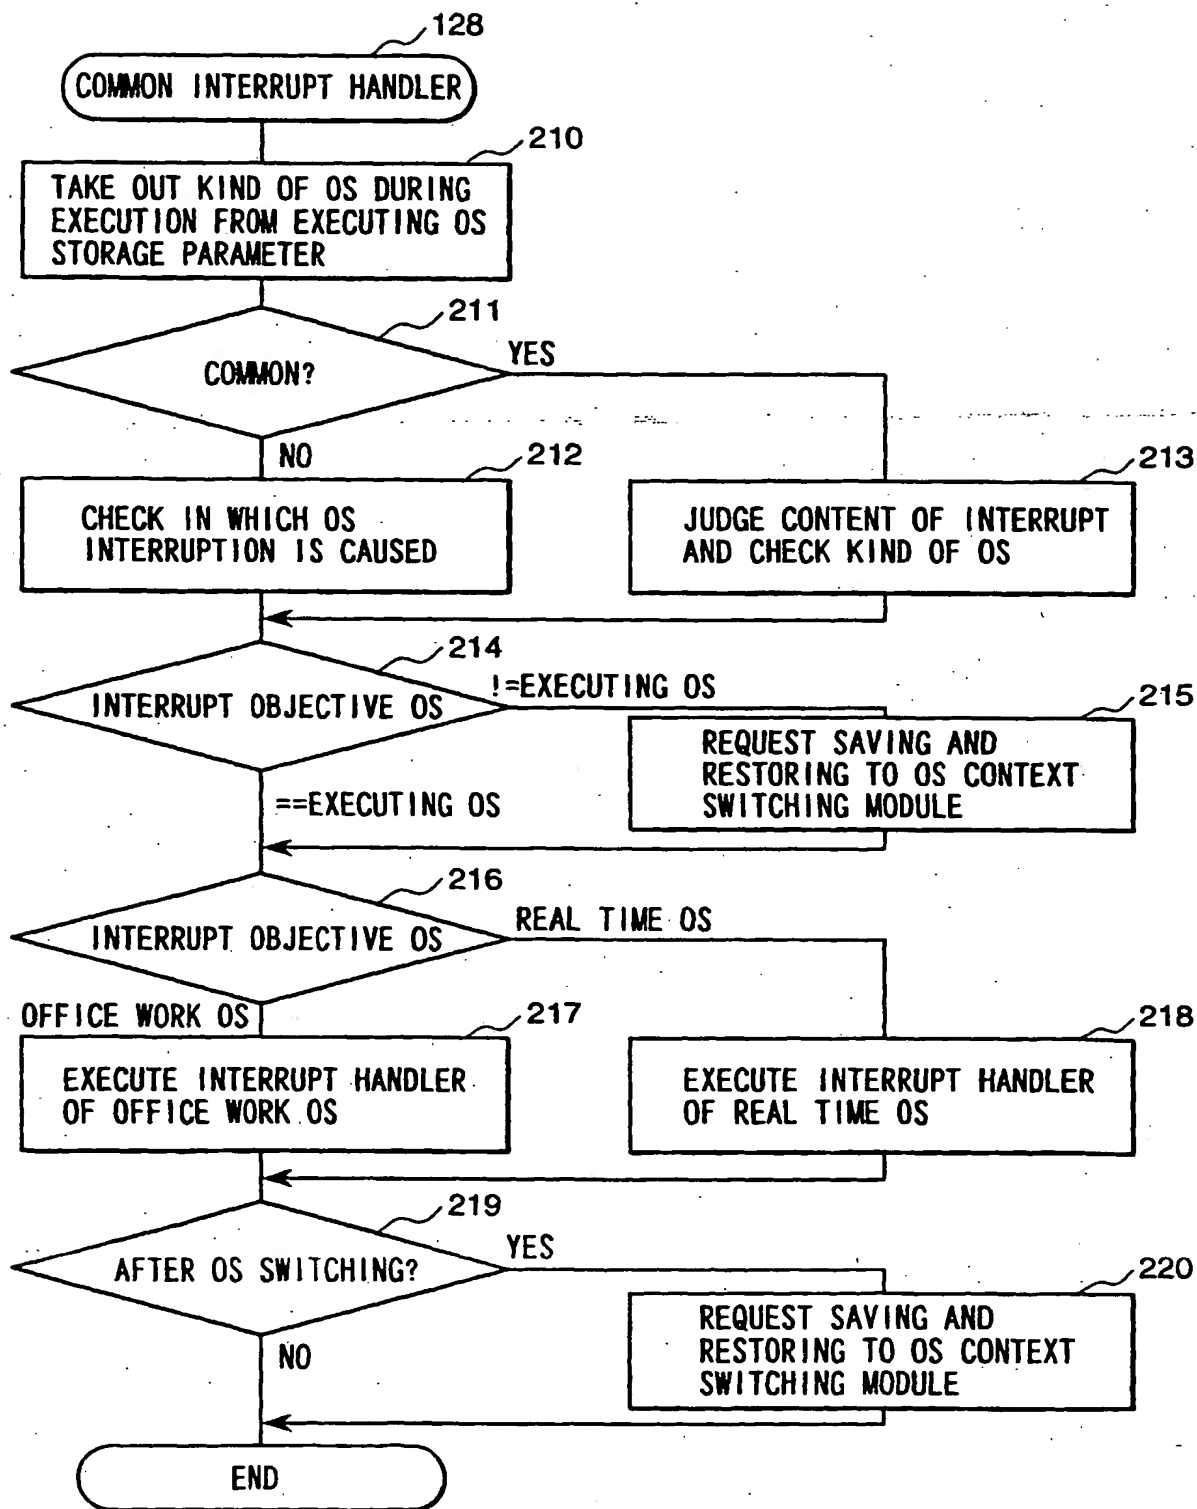 128
COMMON INTERRUPT HANDLER
210
TAKE OUT KIND OF OS DURING
EXECUTION FROM EXECUTING OS
STORAGE PARAMETER
211
COMMON?
YES
NO
212
CHECK IN WHICH OS
INTERRUPTION IS CAUSED
213
JUDGE CONTENT OF INTERRUPT
AND CHECK KIND OF OS
214
INTERRUPT OBJECTIVE OS
!=EXECUTING OS
215
REQUEST SAVING AND
RESTORING TO OS CONTEXT
SWITCHING MODULE
==EXECUTING OS
216
INTERRUPT OBJECTIVE OS
REAL TIME OS
OFFICE WORK OS
217
EXECUTE INTERRUPT HANDLER
OF OFFICE WORK OS
218
EXECUTE INTERRUPT HANDLER
OF REAL TIME OS
219
AFTER OS SWITCHING?
YES
220
REQUEST SAVING AND
RESTORING TO OS CONTEXT
SWITCHING MODULE
NO
END